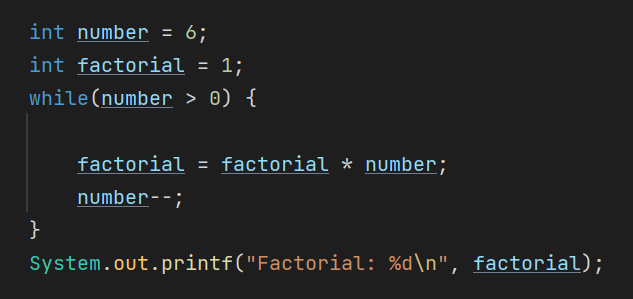 int number = 6;
int factorial = 1;
while(number > 0) {
factorial = factorial * number;
number--;
}
System.out.printf("Factorial: %d\n", factorial);